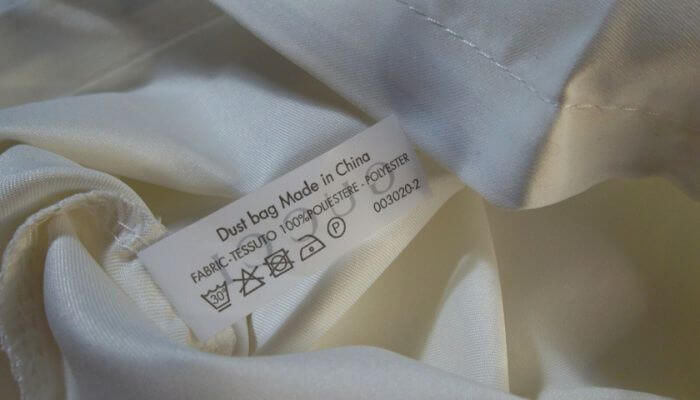 Dust bag Made in China
FABRIC-TESSUTO 100%POLIESTERE - POLYESTER
003020-2
30°
P